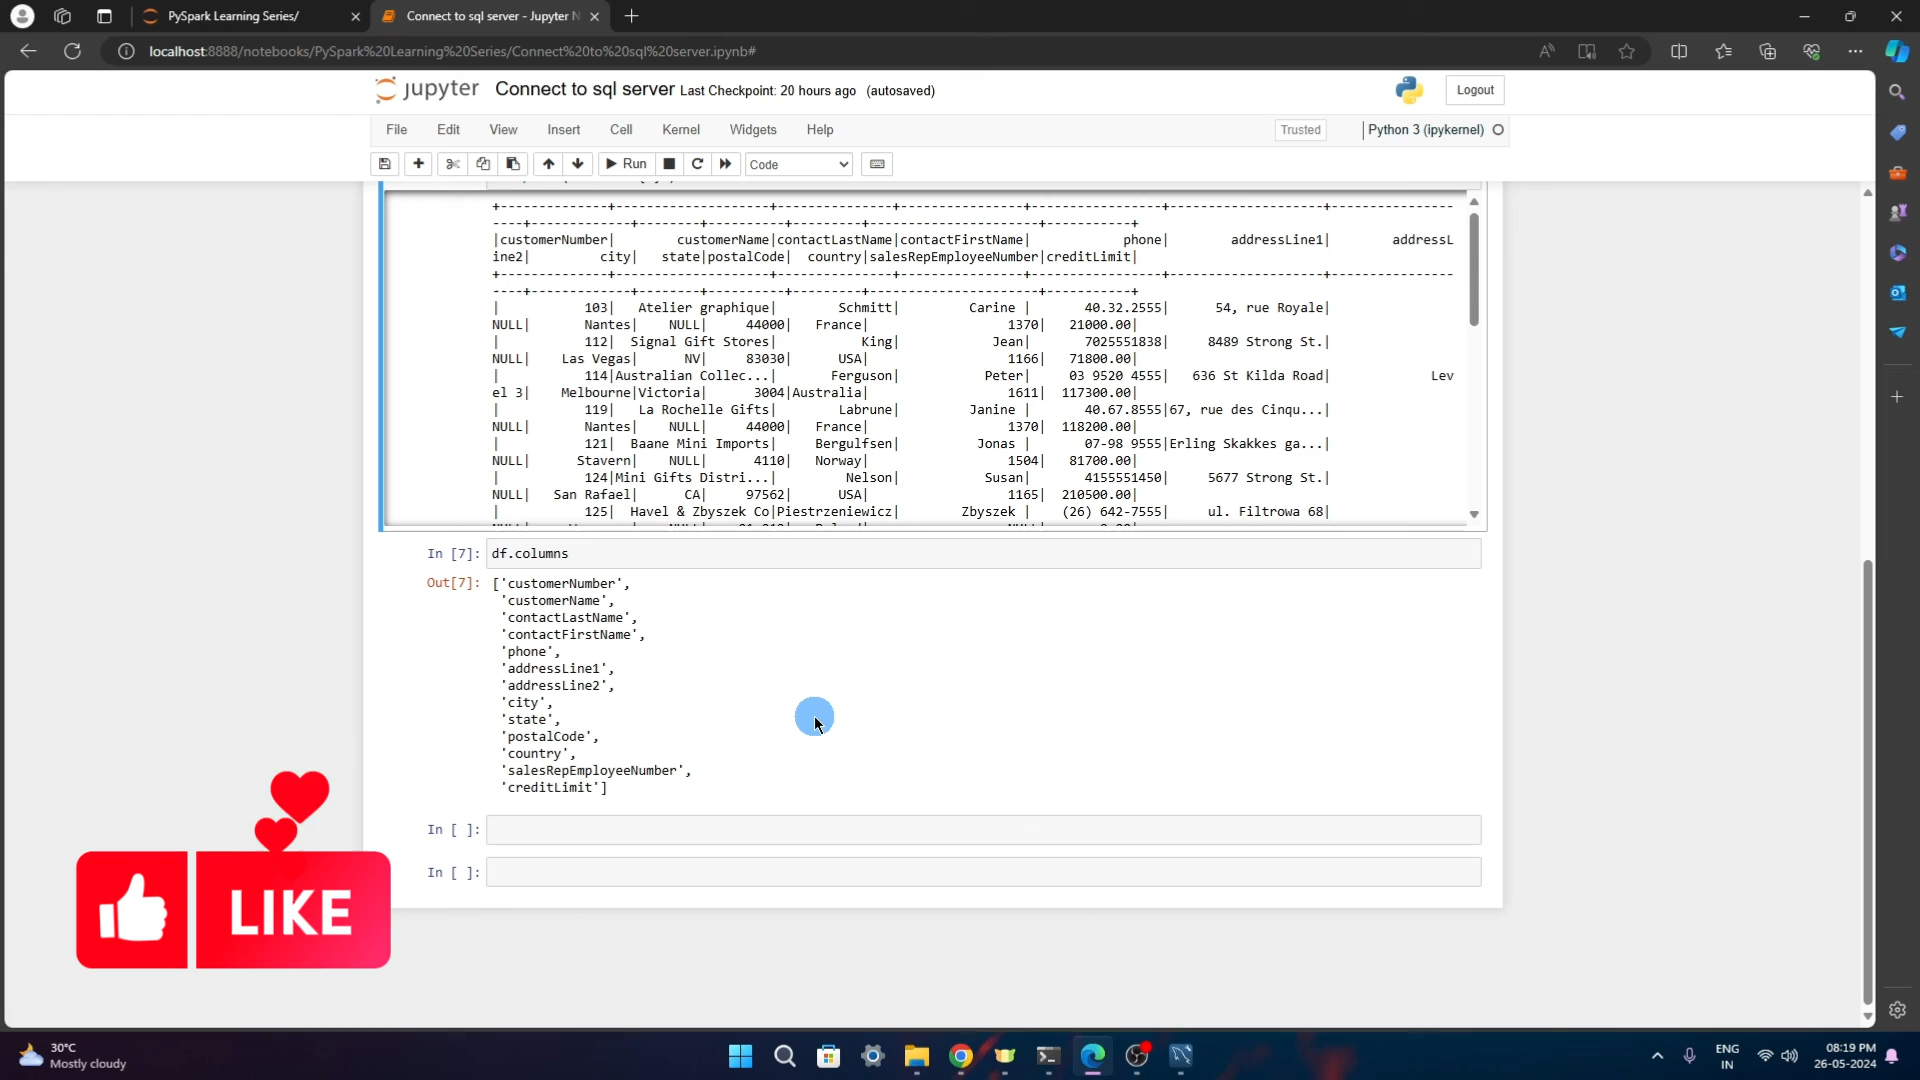 PySpark Learning Series/
Connect to sql server - Jupyter N
localhost:8888/notebooks/PySpark%20Learning%20Series/Connect%20to%20sql%20server.ipynb#
jupyter Connect to sql server Last Checkpoint: 20 hours ago (autosaved)
Logout
File Edit View Insert Cell Kernel Widgets Help
Trusted
Python 3 (ipykernel)
Run
Code
+--------------+--------------------+---------------+----------------+-----------------+--------------------+----------------
----+------------+--------+----------+---------+----------------------+-----------+
|customerNumber|        customerName|contactLastName|contactFirstName|            phone|        addressLine1|        addressL
ine2|         city|   state|postalCode|  country|salesRepEmployeeNumber|creditLimit|
+--------------+--------------------+---------------+----------------+-----------------+--------------------+----------------
----+------------+--------+----------+---------+----------------------+-----------+
|           103|   Atelier graphique|        Schmitt|         Carine |       40.32.2555|      54, rue Royale|
NULL|       Nantes|    NULL|     44000|   France|                  1370|   21000.00|
|           112|  Signal Gift Stores|           King|            Jean|       7025551838|     8489 Strong St.|
NULL|    Las Vegas|      NV|     83030|      USA|                  1166|   71800.00|
|           114|Australian Collec...|       Ferguson|           Peter|     03 9520 4555|   636 St Kilda Road|             Lev
el 3|    Melbourne|Victoria|      3004|Australia|                  1611|  117300.00|
|           119|   La Rochelle Gifts|        Labrune|         Janine |       40.67.8555|67, rue des Cinqu...|
NULL|       Nantes|    NULL|     44000|   France|                  1370|  118200.00|
|           121|  Baane Mini Imports|     Bergulfsen|          Jonas |       07-98 9555|Erling Skakkes ga...|
NULL|      Stavern|    NULL|      4110|   Norway|                  1504|   81700.00|
|           124|Mini Gifts Distri...|         Nelson|           Susan|       4155551450|     5677 Strong St.|
NULL|   San Rafael|      CA|     97562|      USA|                  1165|  210500.00|
|           125|  Havel & Zbyszek Co|Piestrzeniewicz|        Zbyszek |    (26) 642-7555|     ul. Filtrowa 68|
In [7]: df.columns
Out[7]: ['customerNumber',
'customerName',
'contactLastName',
'contactFirstName',
'phone',
'addressLine1',
'addressLine2',
'city',
'state',
'postalCode',
'country',
'salesRepEmployeeNumber',
'creditLimit']
In [ ]:
In [ ]:
LIKE
30°C
Mostly cloudy
ENG
IN
08:19 PM
26-05-2024